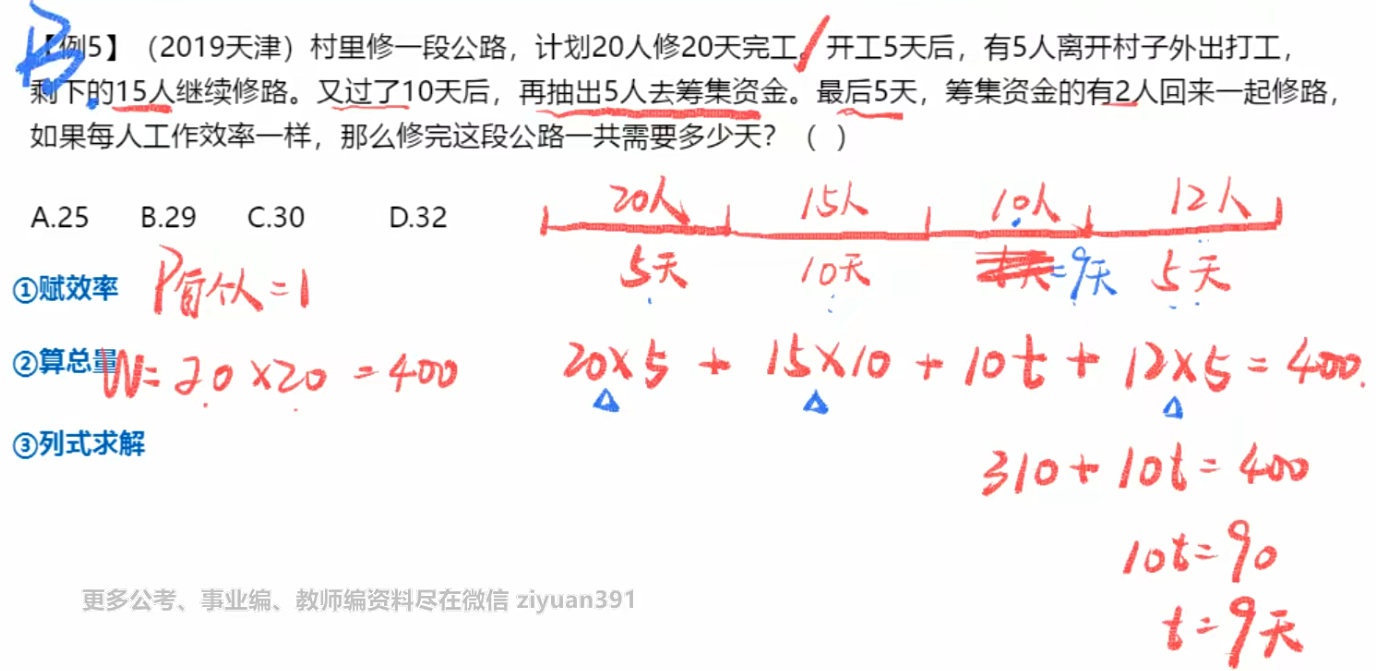 B
【例5】（2019天津）村里修一段公路，计划20人修20天完工。开工5天后，有5人离开村子外出打工，
剩下的15人继续修路。又过了10天后，再抽出5人去筹集资金。最后5天，筹集资金的有2人回来一起修路，
如果每人工作效率一样，那么修完这段公路一共需要多少天？（ ）
A.25 B.29 C.30 D.32
20人 15人 10人 12人
5天 10天 =9天 5天
①赋效率 P每人=1
②算总量 W=20×20=400
20×5+15×10+10t+12×5=400.
③列式求解
310+10t=400
10t=90
t=9天
更多公考、事业编、教师编资料尽在微信 ziyuan391